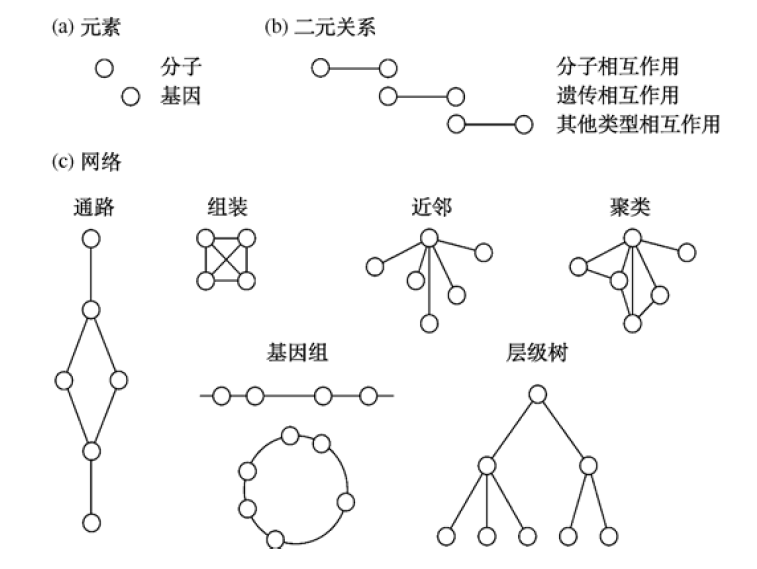 (a) 元素
(b) 二元关系
分子
基因
分子相互作用
遗传相互作用
其他类型相互作用
(c) 网络
通路
组装
近邻
聚类
基因组
层级树